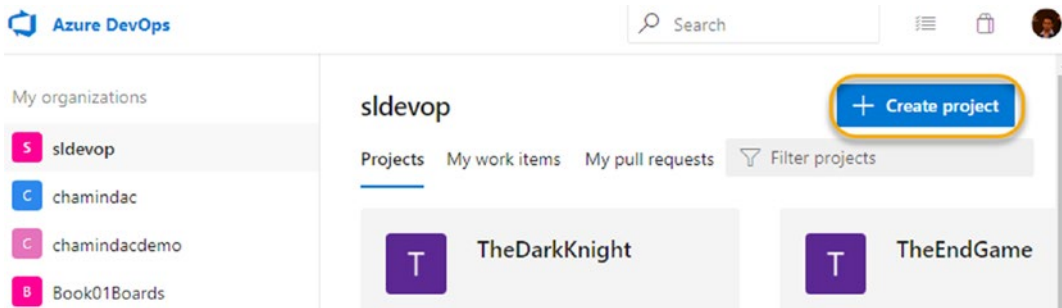 Azure DevOps
Search
My organizations
S sldevop
C chamindac
C chamindacdemo
B Book01Boards
sldevop
+ Create project
Projects My work items My pull requests Filter projects
T TheDarkKnight
T TheEndGame